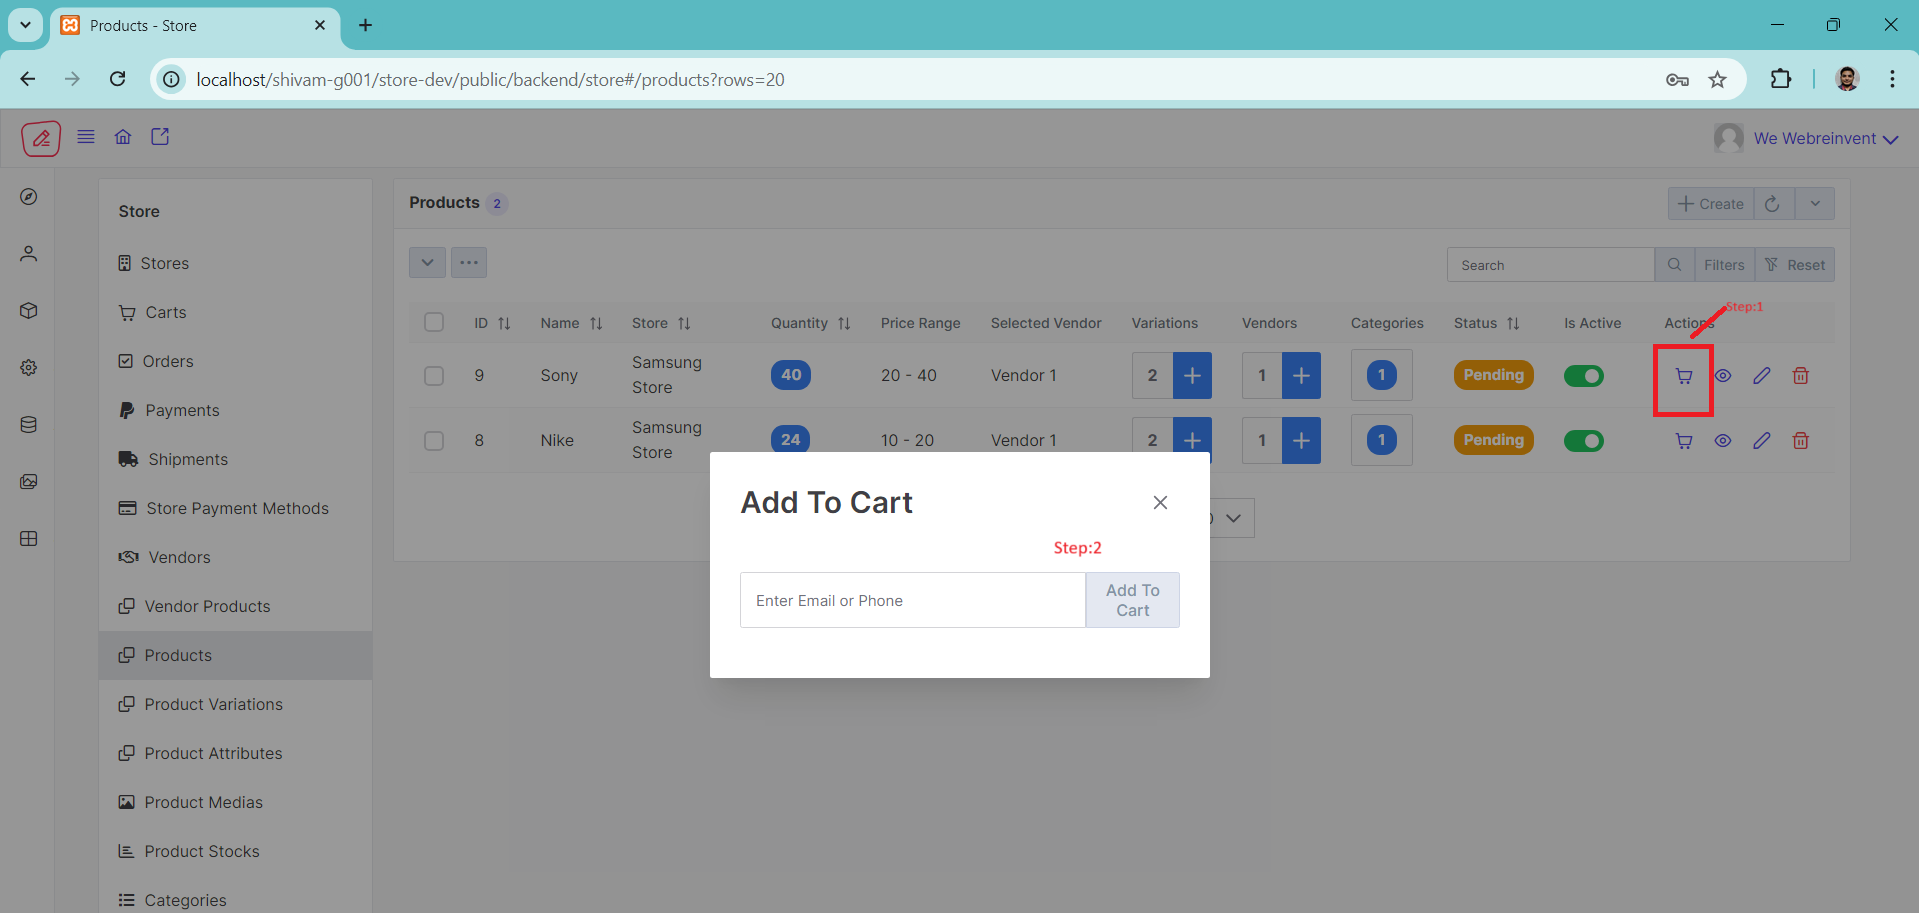 Products - Store
localhost/shivam-g001/store-dev/public/backend/store#/products?rows=20
We Webreinvent
Store
Stores
Carts
Orders
Payments
Shipments
Store Payment Methods
Vendors
Vendor Products
Products
Product Variations
Product Attributes
Product Medias
Product Stocks
Categories
Products 2
Create
Search
Filters
Reset
Step:1
ID Name Store Quantity Price Range Selected Vendor Variations Vendors Categories Status Is Active Actions
9 Sony Samsung Store 40 20 - 40 Vendor 1 2 + 1 + 1 Pending
8 Nike Samsung Store 24 10 - 20 Vendor 1 2 + 1 + 1 Pending
Add To Cart
Step:2
Enter Email or Phone
Add To
Cart